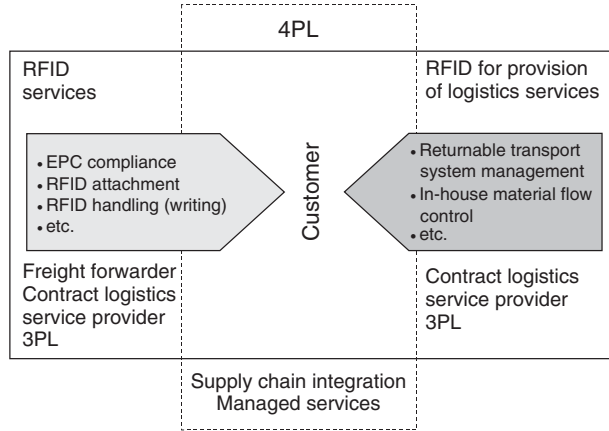 4PL
RFID
services
RFID for provision
of logistics services
• EPC compliance
• RFID attachment
• RFID handling (writing)
• etc.
Customer
• Returnable transport
system management
• In-house material flow
control
• etc.
Freight forwarder
Contract logistics
service provider
3PL
Contract logistics
service provider
3PL
Supply chain integration
Managed services